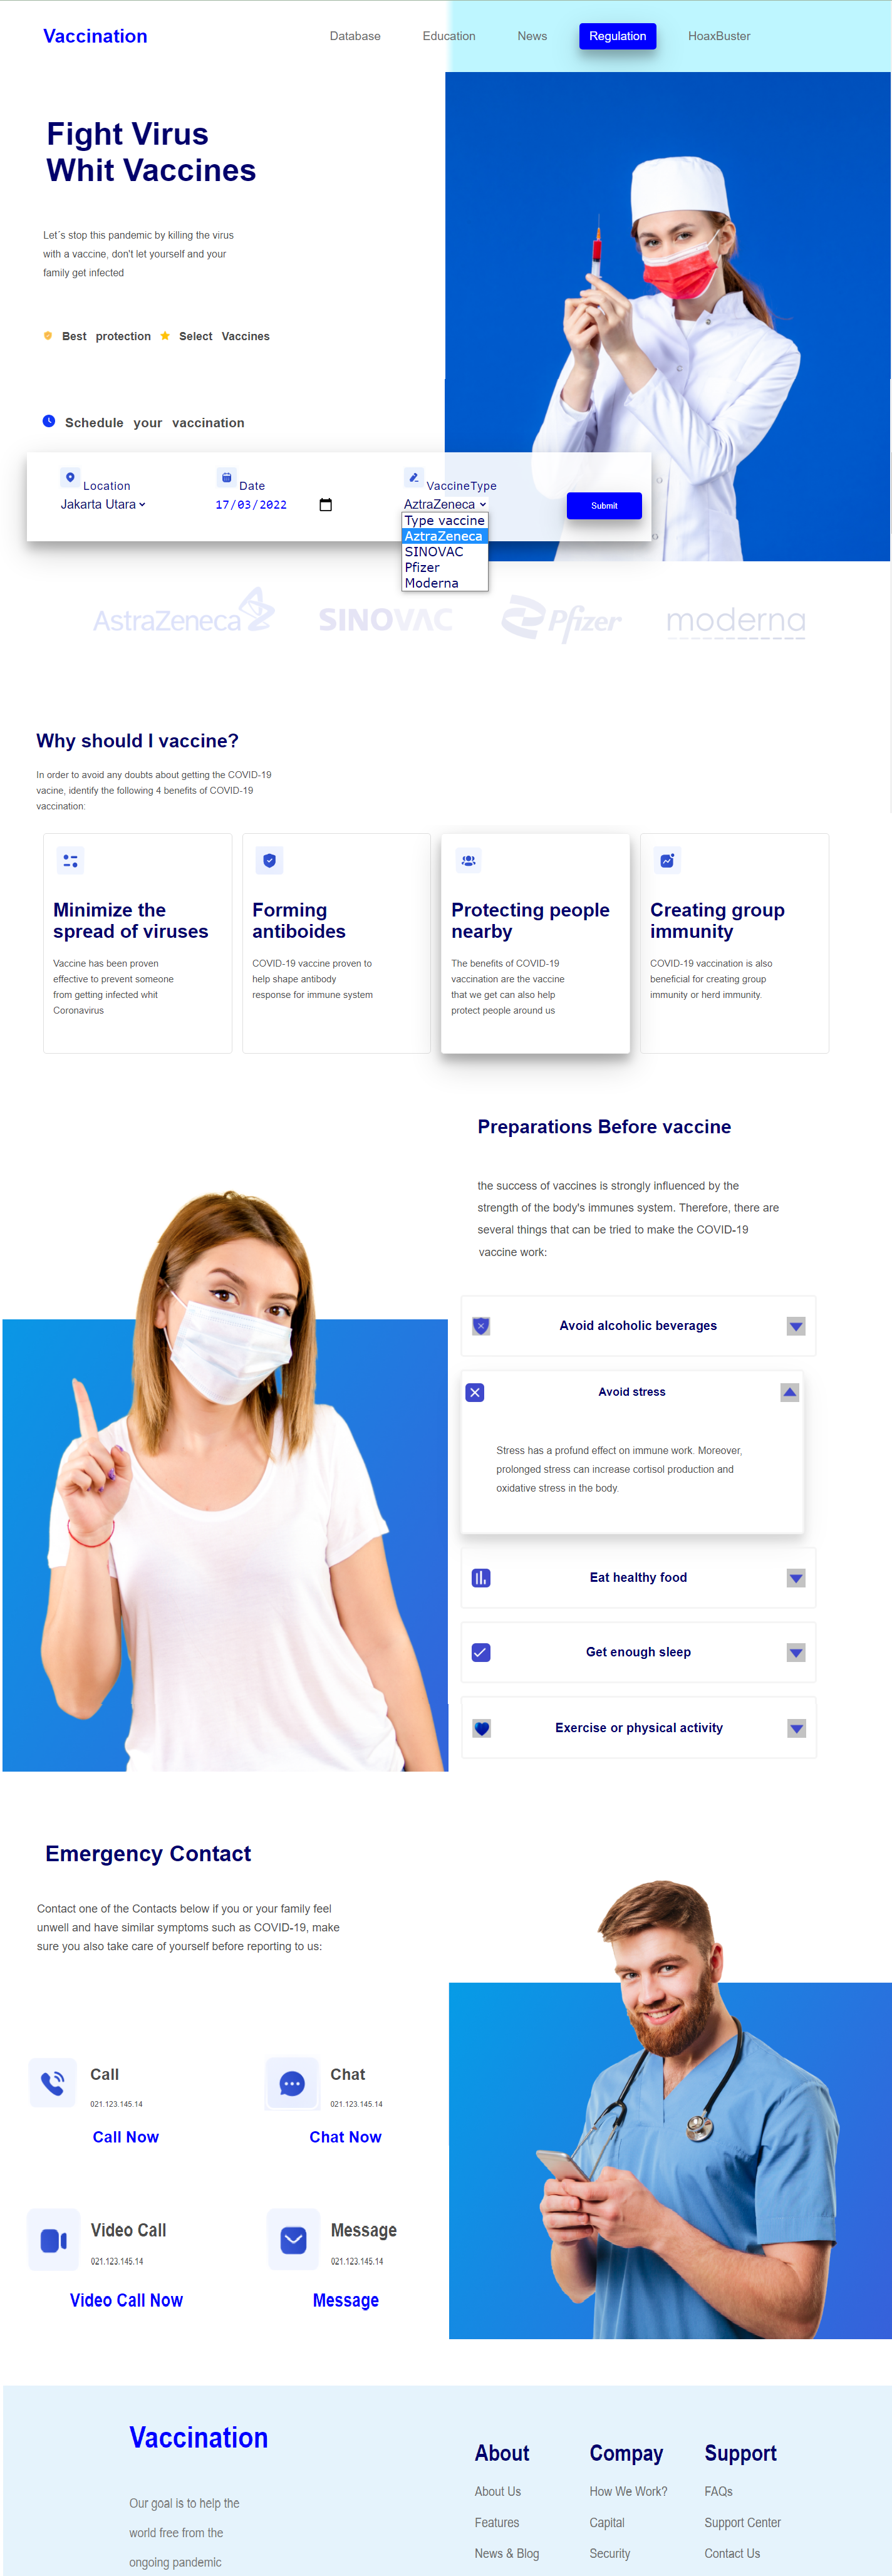 Vaccination
Database
Education
News
Regulation
HoaxBuster
Fight Virus
Whit Vaccines
Let´s stop this pandemic by killing the virus
with a vaccine, don't let yourself and your
family get infected
Best protection
Select Vaccines
Schedule your vaccination
Location
Jakarta Utara
Date
17/03/2022
VaccineType
AztraZeneca
Type vaccine
AztraZeneca
SINOVAC
Pfizer
Moderna
Submit
AstraZeneca
SINOVAC
Pfizer
moderna
Why should I vaccine?
In order to avoid any doubts about getting the COVID-19
vacine, identify the following 4 benefits of COVID-19
vaccination:
Minimize the
spread of viruses
Vaccine has been proven
effective to prevent someone
from getting infected whit
Coronavirus
Forming
antiboides
COVID-19 vaccine proven to
help shape antibody
response for immune system
Protecting people
nearby
The benefits of COVID-19
vaccination are the vaccine
that we get can also help
protect people around us
Creating group
immunity
COVID-19 vaccination is also
beneficial for creating group
immunity or herd immunity.
Preparations Before vaccine
the success of vaccines is strongly influenced by the
strength of the body's immunes system. Therefore, there are
several things that can be tried to make the COVID-19
vaccine work:
Avoid alcoholic beverages
Avoid stress
Stress has a profund effect on immune work. Moreover,
prolonged stress can increase cortisol production and
oxidative stress in the body.
Eat healthy food
Get enough sleep
Exercise or physical activity
Emergency Contact
Contact one of the Contacts below if you or your family feel
unwell and have similar symptoms such as COVID-19, make
sure you also take care of yourself before reporting to us:
Call
021.123.145.14
Call Now
Chat
021.123.145.14
Chat Now
Video Call
021.123.145.14
Video Call Now
Message
021.123.145.14
Message
Vaccination
Our goal is to help the
world free from the
ongoing pandemic
About
About Us
Features
News & Blog
Compay
How We Work?
Capital
Security
Support
FAQs
Support Center
Contact Us